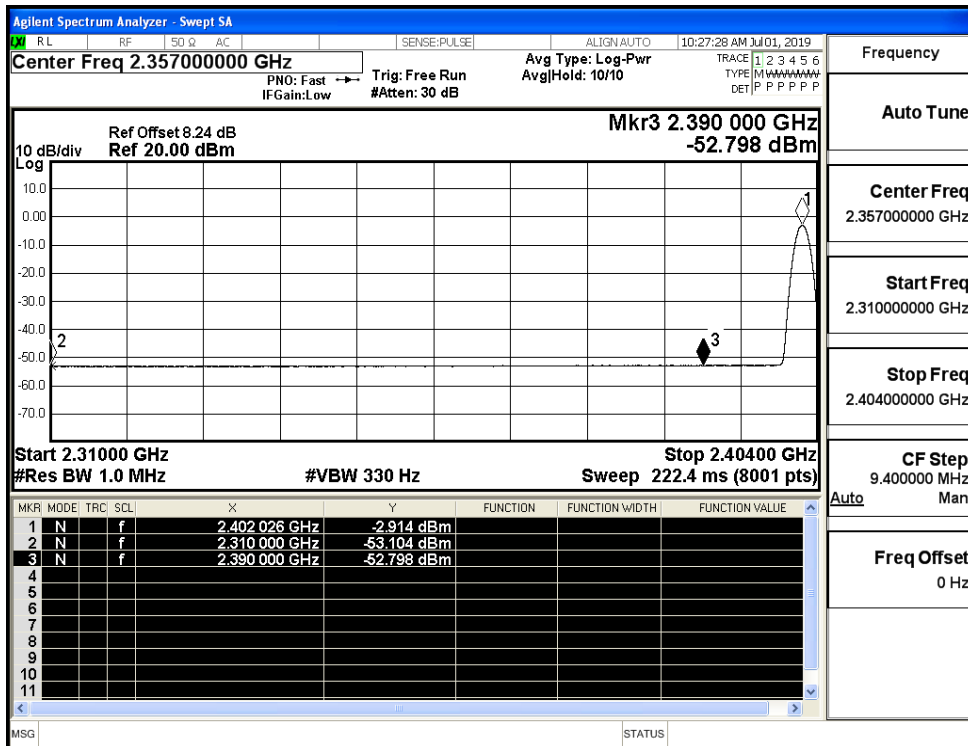 Agilent Spectrum Analyzer - Swept SA
LXI RL RF 50 Ω AC SENSE:PULSE ALIGNAUTO 10:27:28 AM Jul 01, 2019
Center Freq 2.357000000 GHz
PNO: Fast
IFGain:Low
Trig: Free Run
#Atten: 30 dB
Avg Type: Log-Pwr
Avg|Hold: 10/10
TRACE 1 2 3 4 5 6
TYPE M WWWWW
DET P P P P P P
Ref Offset 8.24 dB
10 dB/div Ref 20.00 dBm
Log
Mkr3 2.390 000 GHz
-52.798 dBm
10.0
0.00
-10.0
-20.0
-30.0
-40.0
-50.0
-60.0
-70.0
1
2
3
Start 2.31000 GHz Stop 2.40400 GHz
#Res BW 1.0 MHz #VBW 330 Hz Sweep 222.4 ms (8001 pts)
MKR MODE TRC SCL X Y FUNCTION FUNCTION WIDTH FUNCTION VALUE
1 N f 2.402 026 GHz -2.914 dBm
2 N f 2.310 000 GHz -53.104 dBm
3 N f 2.390 000 GHz -52.798 dBm
4
5
6
7
8
9
10
11
MSG STATUS
Frequency
Auto Tune
Center Freq
2.357000000 GHz
Start Freq
2.310000000 GHz
Stop Freq
2.404000000 GHz
CF Step
9.400000 MHz
Auto Man
Freq Offset
0 Hz